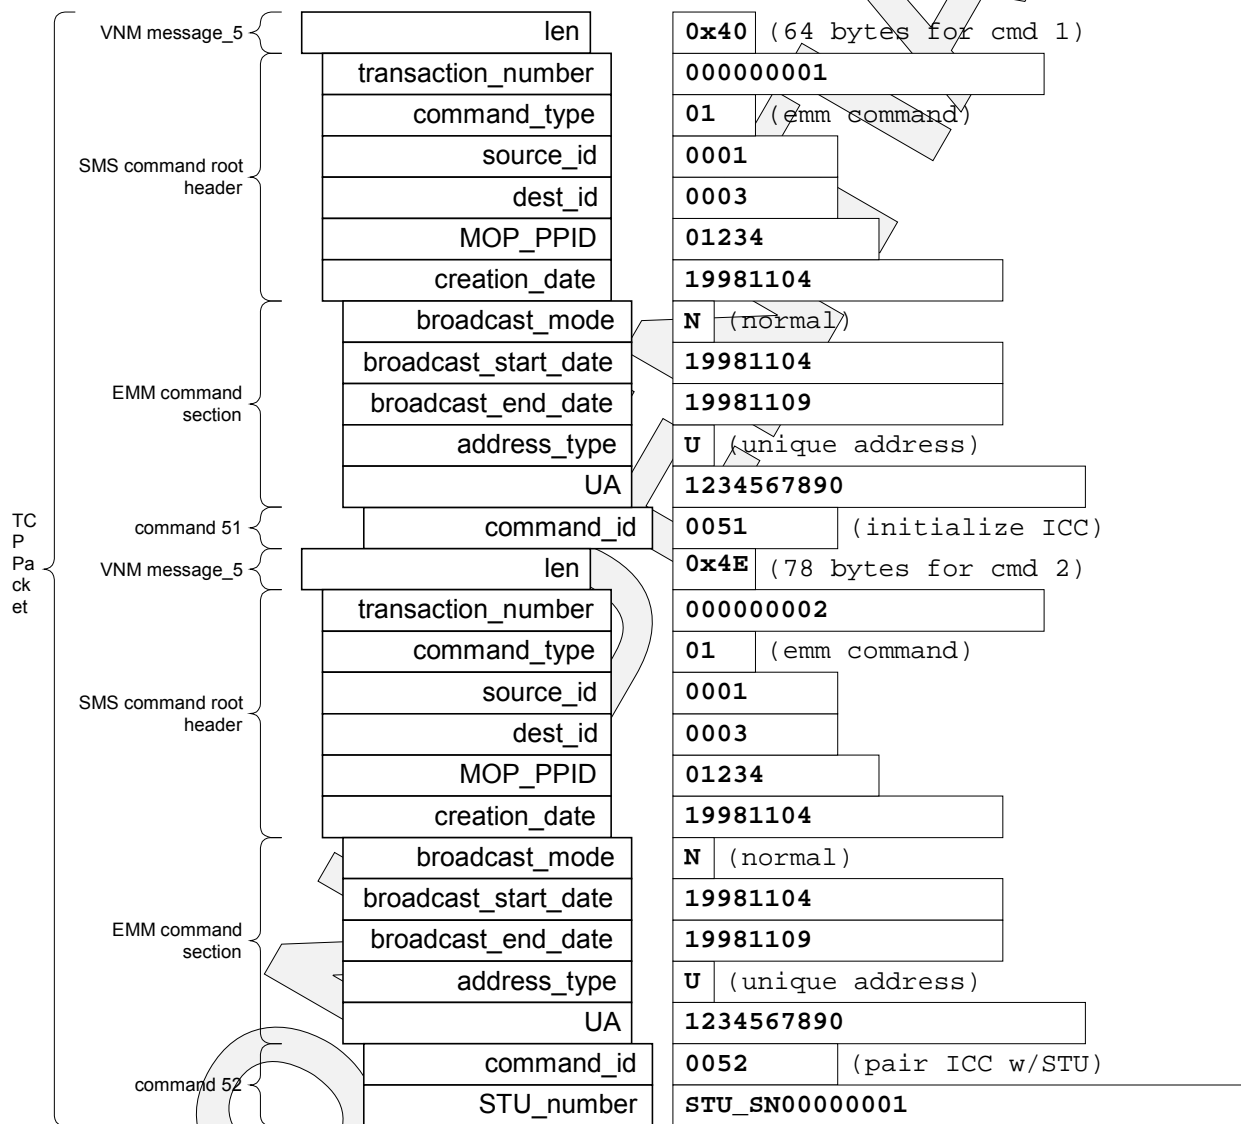 VNM message_5 len 0x40 (64 bytes for cmd 1)
transaction_number 000000001
command_type 01 (emm command)
SMS command root
header
source_id 0001
dest_id 0003
MOP_PPID 01234
creation_date 19981104
broadcast_mode N (normal)
broadcast_start_date 19981104
EMM command
section
broadcast_end_date 19981109
address_type U (unique address)
UA 1234567890
TC
P
Pa
ck
et
command 51 command_id 0051 (initialize ICC)
VNM message_5 len 0x4E (78 bytes for cmd 2)
transaction_number 000000002
command_type 01 (emm command)
SMS command root
header
source_id 0001
dest_id 0003
MOP_PPID 01234
creation_date 19981104
broadcast_mode N (normal)
broadcast_start_date 19981104
EMM command
section
broadcast_end_date 19981109
address_type U (unique address)
UA 1234567890
command 52
command_id 0052 (pair ICC w/STU)
STU_number STU_SN00000001